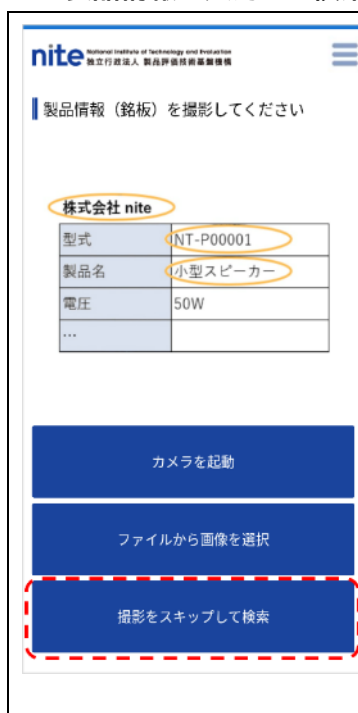 nite National Institute of Technology and Evaluation
独立行政法人 製品評価技術基盤機構
製品情報（銘板）を撮影してください
株式会社 nite
型式 NT-P00001
製品名 小型スピーカー
電圧 50W
…
カメラを起動
ファイルから画像を選択
撮影をスキップして検索